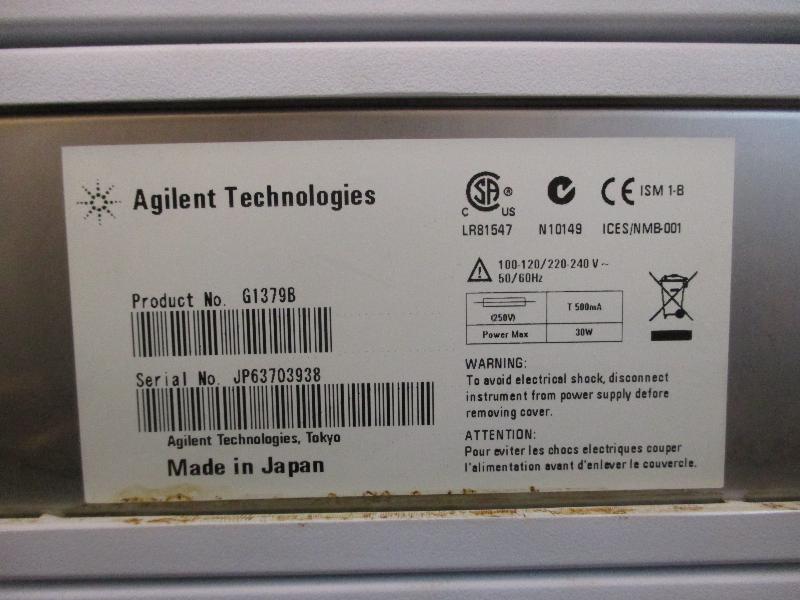 Agilent Technologies
C US
LR81547
N10149
CE ISM 1-B
ICES/NMB-001
100-120/220-240 V ~
50/60Hz
(250V) T 500mA
Power Max 30W
Product No. G1379B
Serial No. JP63703938
Agilent Technologies, Tokyo
Made in Japan
WARNING:
To avoid electrical shock, disconnect
instrument from power supply defore
removing cover.
ATTENTION:
Pour eviter les chocs electriques couper
l'alimentation avant d'enlever le couvercle.